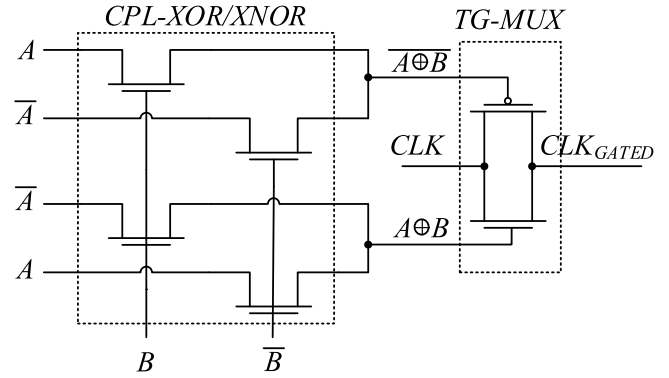 CPL-XOR/XNOR
TG-MUX
A
A̅⊕̅B̅
A̅
CLK
CLK_GATED
A̅
A⊕B
A
B
B̅